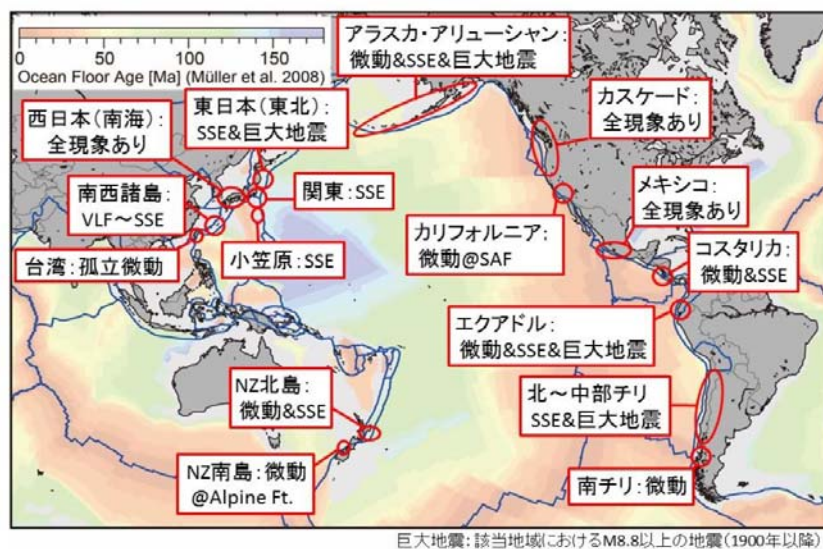 0 50 100 150
Ocean Floor Age [Ma] (Müller et al. 2008)
アラスカ・アリューシャン:
微動&SSE&巨大地震
西日本(南海):
全現象あり
東日本(東北):
SSE&巨大地震
カスケード:
全現象あり
南西諸島:
VLF～SSE
関東:SSE
メキシコ:
全現象あり
台湾:孤立微動
小笠原:SSE
カリフォルニア:
微動@SAF
コスタリカ:
微動&SSE
エクアドル:
微動&SSE&巨大地震
NZ北島:
微動&SSE
北～中部チリ
SSE&巨大地震
NZ南島:微動
@Alpine Ft.
南チリ:微動
巨大地震:該当地域におけるM8.8以上の地震(1900年以降)